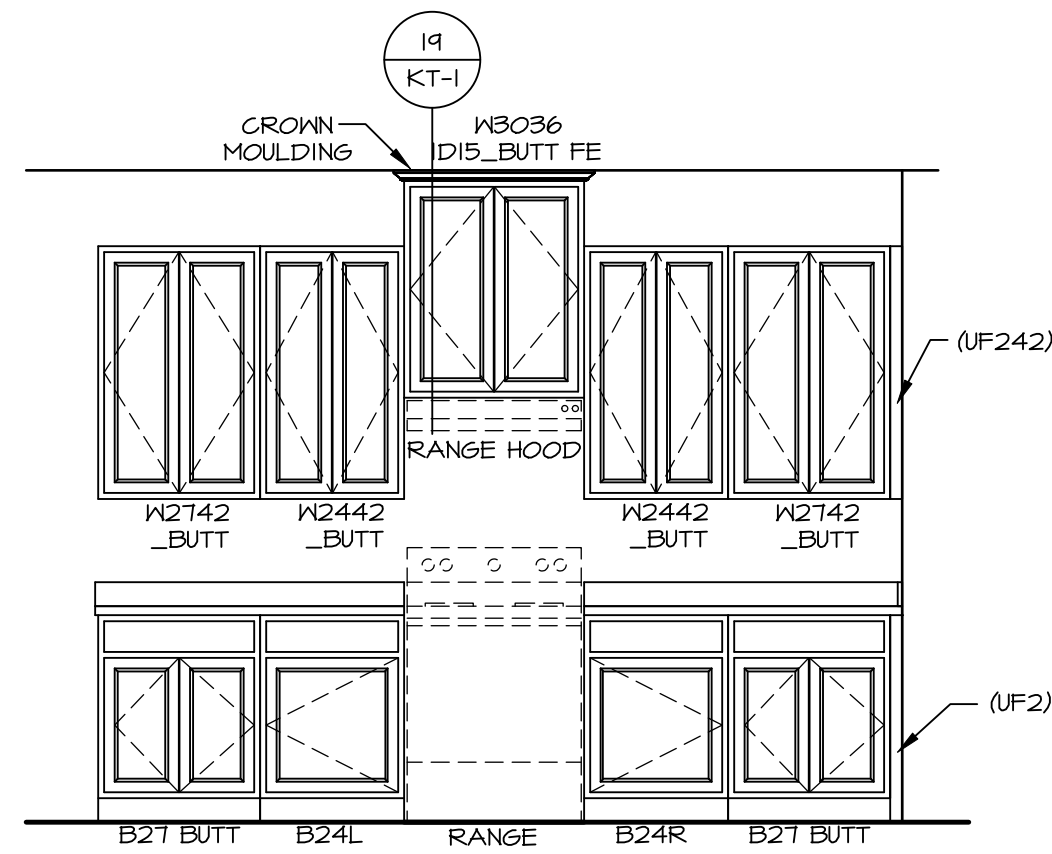 19
KT-1
CROWN
MOULDING
W3036
1D15_BUTT FE
(UF242)
RANGE HOOD
W2742
_BUTT
W2442
_BUTT
W2442
_BUTT
W2742
_BUTT
(UF2)
B27 BUTT
B24L
RANGE
B24R
B27 BUTT